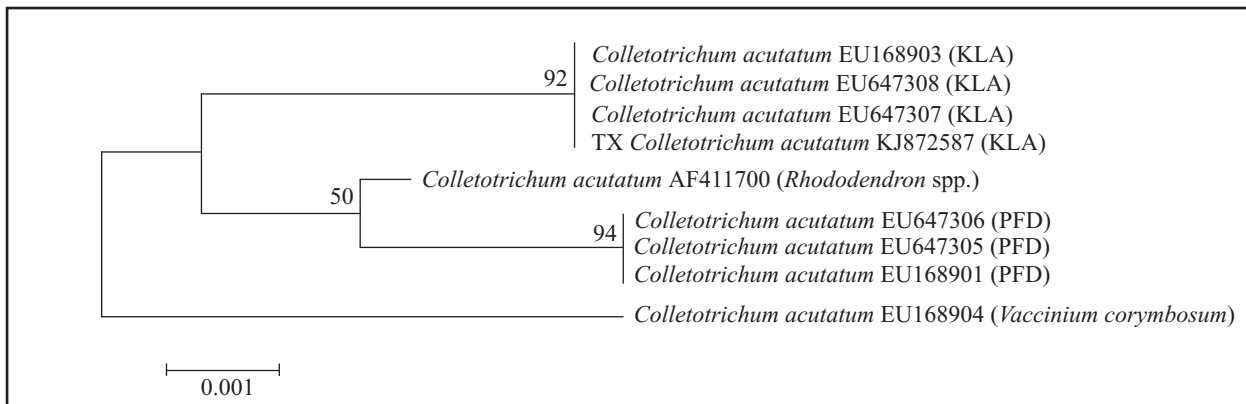 Colletotrichum acutatum EU168903 (KLA)
92
Colletotrichum acutatum EU647308 (KLA)
Colletotrichum acutatum EU647307 (KLA)
TX Colletotrichum acutatum KJ872587 (KLA)
Colletotrichum acutatum AF411700 (Rhododendron spp.)
50
Colletotrichum acutatum EU647306 (PFD)
94
Colletotrichum acutatum EU647305 (PFD)
Colletotrichum acutatum EU168901 (PFD)
Colletotrichum acutatum EU168904 (Vaccinium corymbosum)
0.001